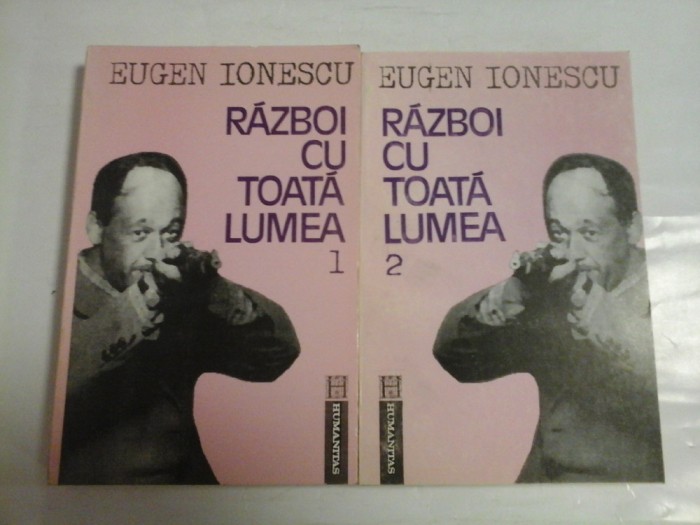 EUGEN IONESCU
RĂZBOI
CU
TOATĂ
LUMEA
1
HUMANITAS
EUGEN IONESCU
RĂZBOI
CU
TOATĂ
LUMEA
2
HUMANITAS